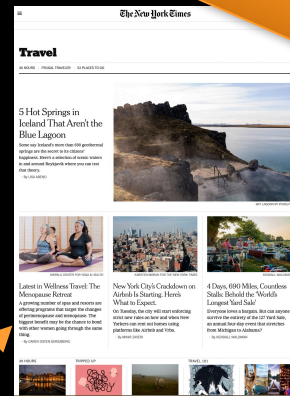 The New York Times
Travel
36 HOURS
FRUGAL TRAVELER
52 PLACES TO GO
5 Hot Springs in
Iceland That Aren't the
Blue Lagoon
Some say Iceland's more than 690 geothermal
springs are the secret to its citizens'
happiness. Here's a selection of scenic waters
in and around Reykjavik where you can test
that theory.
By LISA ABEND
Latest in Wellness Travel: The
Menopause Retreat
A growing number of spas and resorts are
offering programs that target the changes
of perimenopause and menopause. The
biggest benefit may be the chance to bond
with other women going through the same
thing.
New York City's Crackdown on
Airbnb Is Starting. Here's
What to Expect.
On Tuesday, the city will start enforcing
strict new rules on how and when New
Yorkers can rent out homes using
platforms like Airbnb and Vrbo.
4 Days, 690 Miles, Countless
Stalls: Behold the 'World's
Longest Yard Sale'
Everyone loves a bargain. But can anyone
survive the entirety of the 127 Yard Sale,
an annual four-day event that stretches
from Michigan to Alabama?
36 HOURS
TRIPPED UP
TRAVEL 101